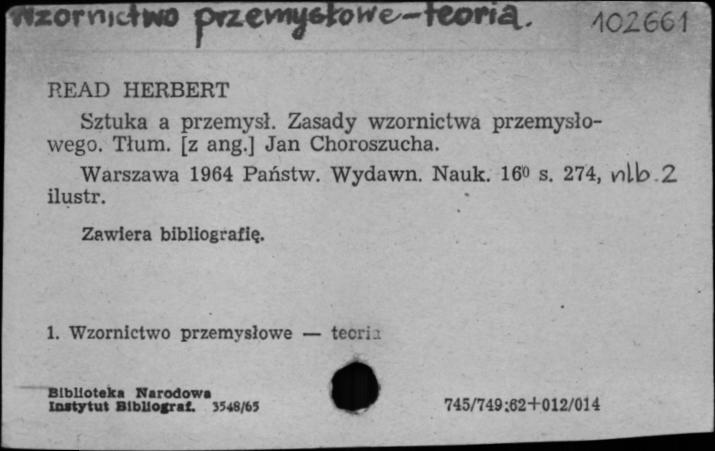 Wzornictwo przemysłowe-teoria.
102661
READ HERBERT
Sztuka a przemysł. Zasady wzornictwa przemysło-
wego. Tłum. [z ang.] Jan Choroszucha.
Warszawa 1964 Państw. Wydawn. Nauk. 16⁰ s. 274, nlb. 2
ilustr.
Zawiera bibliografię.
1. Wzornictwo przemysłowe — teoria
Biblioteka Narodowa
Instytut Bibliograf. 3548/65
745/749:62+012/014